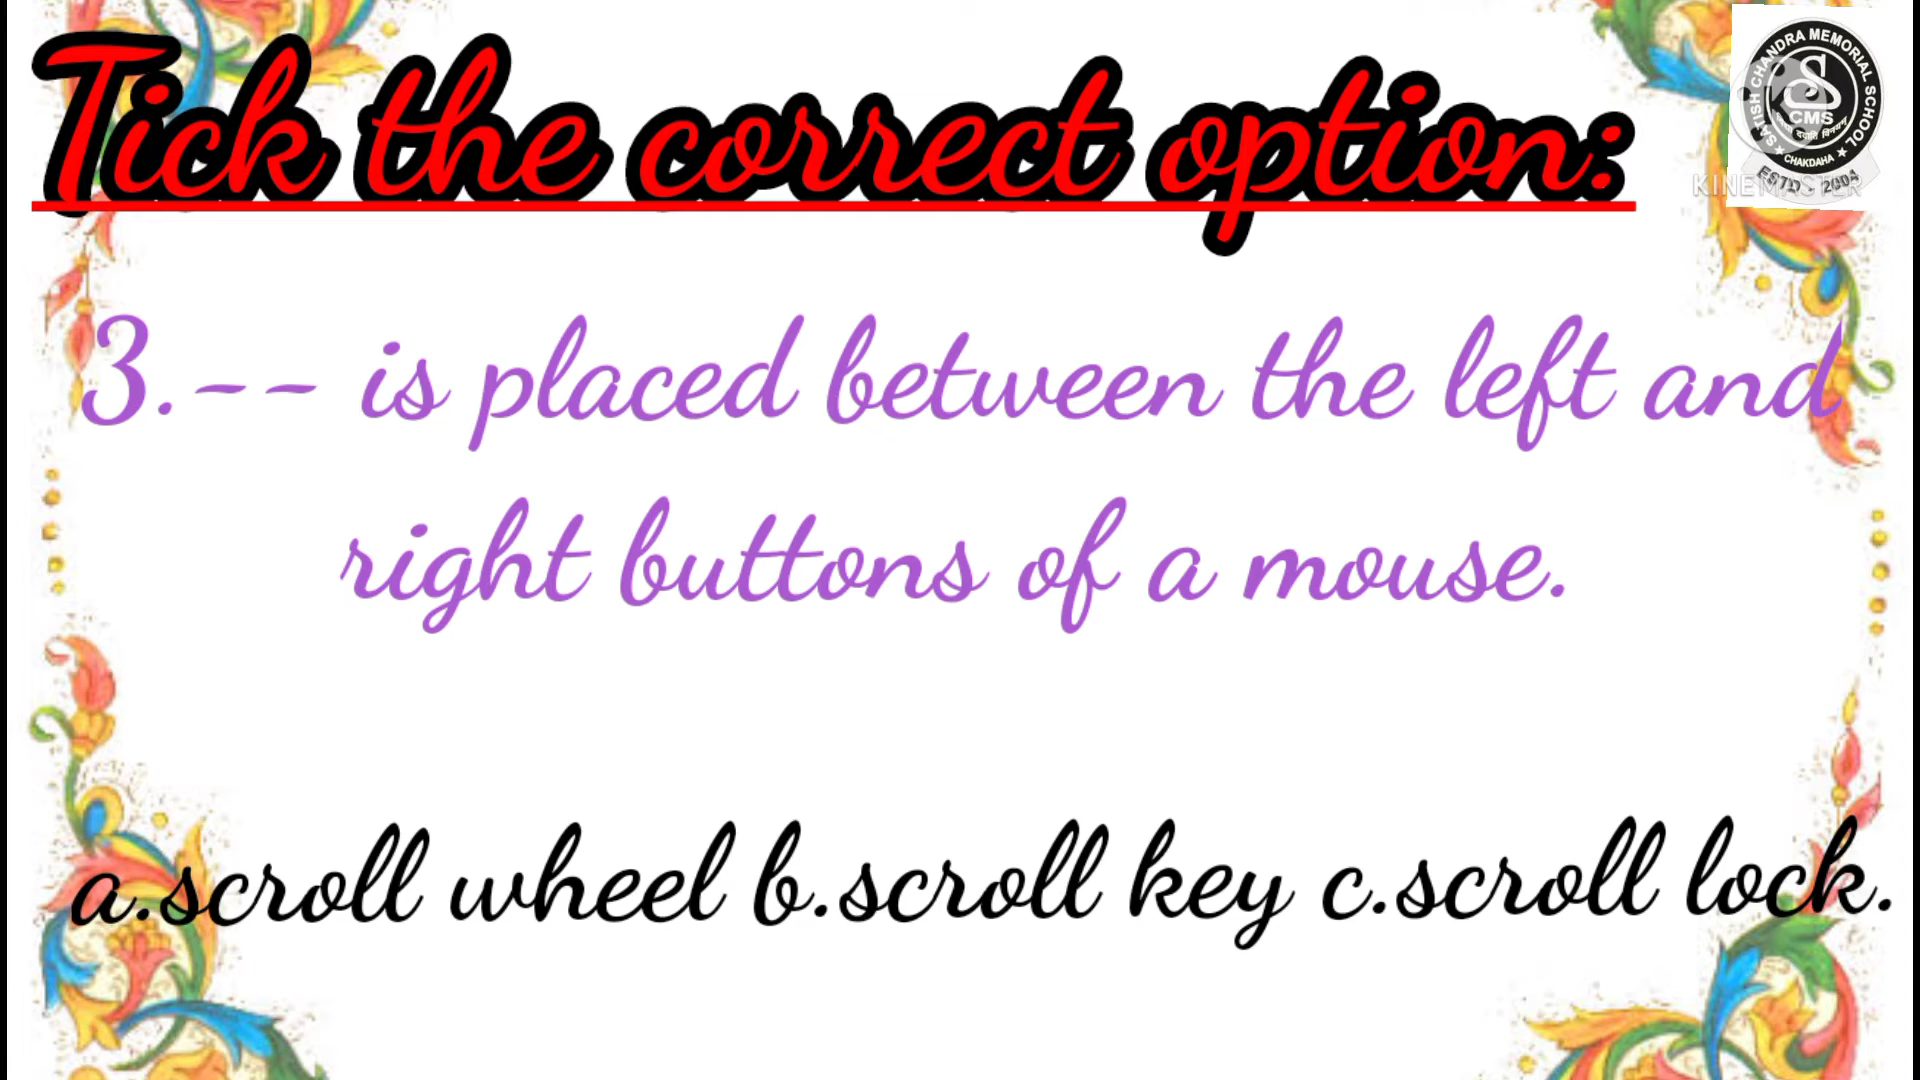 Tick the correct option:
SATISH CHANDRA MEMORIAL SCHOOL
S
CMS
CHAKDAHA
ESTD - 2004
KINEMASTER
3.-- is placed between the left and
right buttons of a mouse.
a.scroll wheel b.scroll key c.scroll lock.